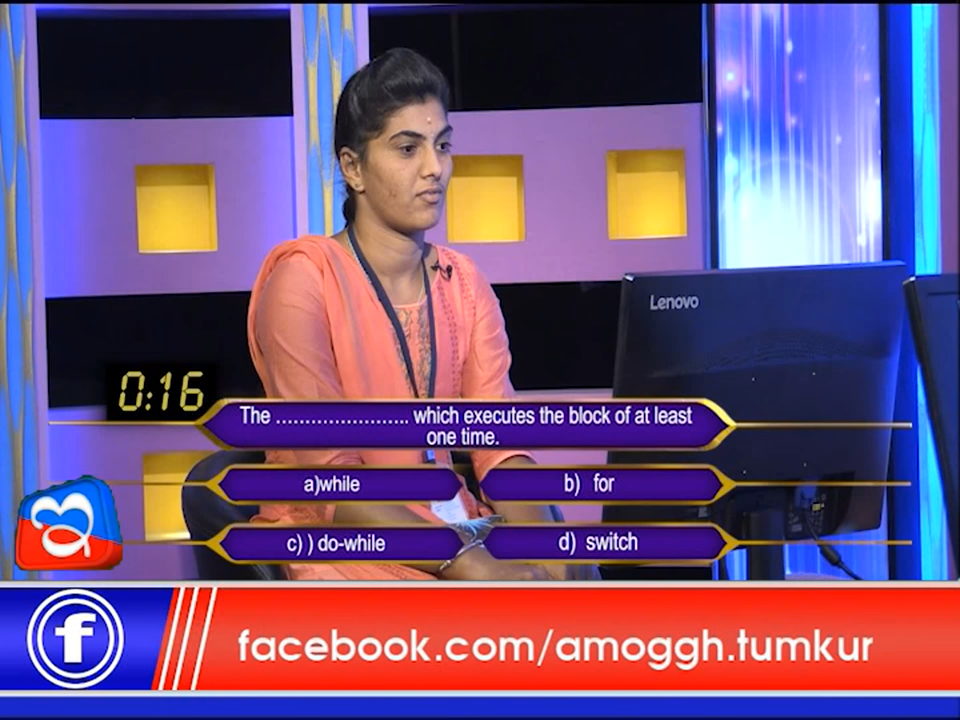 Lenovo
0:16
The ........................ which executes the block of at least
one time.
a)while
b) for
c) ) do-while
d) switch
f
facebook.com/amoggh.tumkur